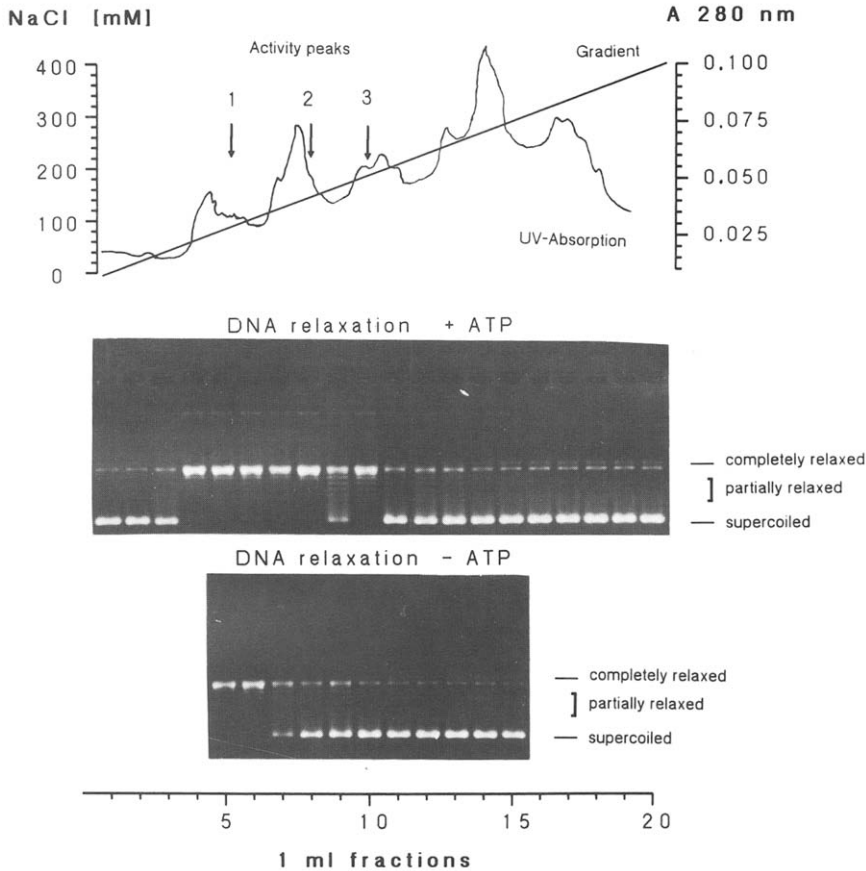 NaCl [mM]
A 280 nm
Activity peaks
Gradient
400
300
200
100
0
1
2
3
0.100
0.075
0.050
0.025
UV-Absorption
DNA relaxation + ATP
completely relaxed
partially relaxed
supercoiled
DNA relaxation - ATP
completely relaxed
partially relaxed
supercoiled
5
10
15
20
1 ml fractions